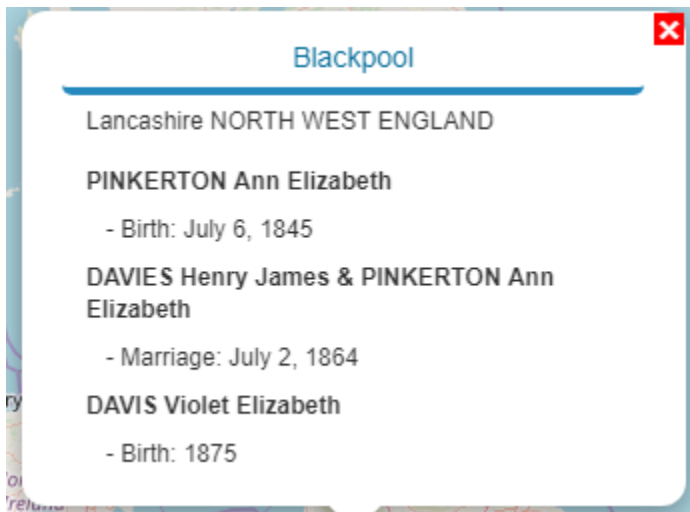 Blackpool
Lancashire NORTH WEST ENGLAND
PINKERTON Ann Elizabeth
- Birth: July 6, 1845
DAVIES Henry James & PINKERTON Ann
Elizabeth
- Marriage: July 2, 1864
DAVIS Violet Elizabeth
- Birth: 1875